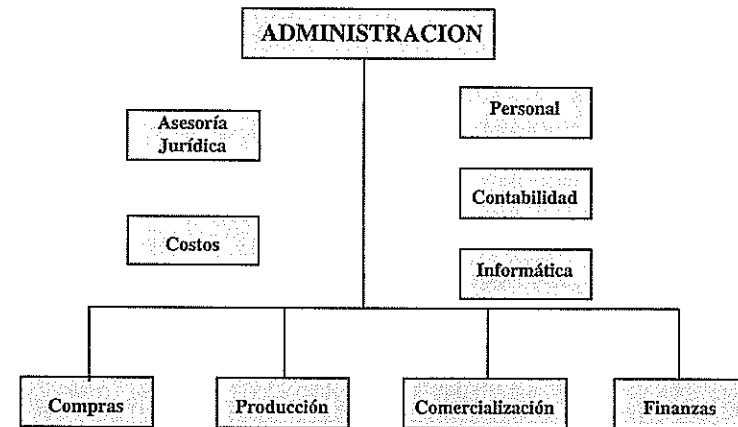 ADMINISTRACION
Asesoría
Jurídica
Personal
Contabilidad
Costos
Informática
Compras
Producción
Comercialización
Finanzas